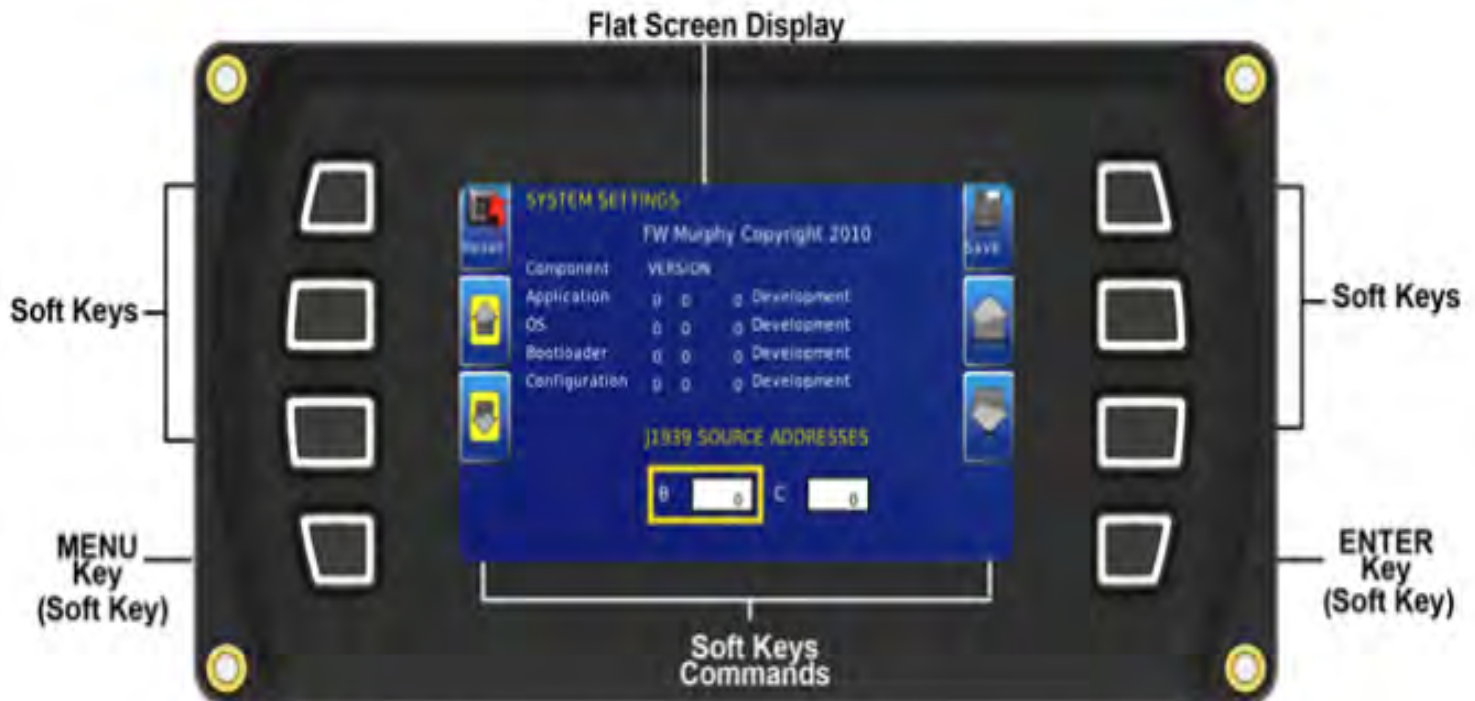 Flat Screen Display
Soft Keys
MENU
Key
(Soft Key)
Reset
SYSTEM SETTINGS
FW Murphy Copyright 2010
Component VERSION
Application 0 0 0 Development
OS 0 0 0 Development
Bootloader 0 0 0 Development
Configuration 0 0 0 Development
J1939 SOURCE ADDRESSES
B 0 C 0
Save
Soft Keys
ENTER
Key
(Soft Key)
Soft Keys
Commands